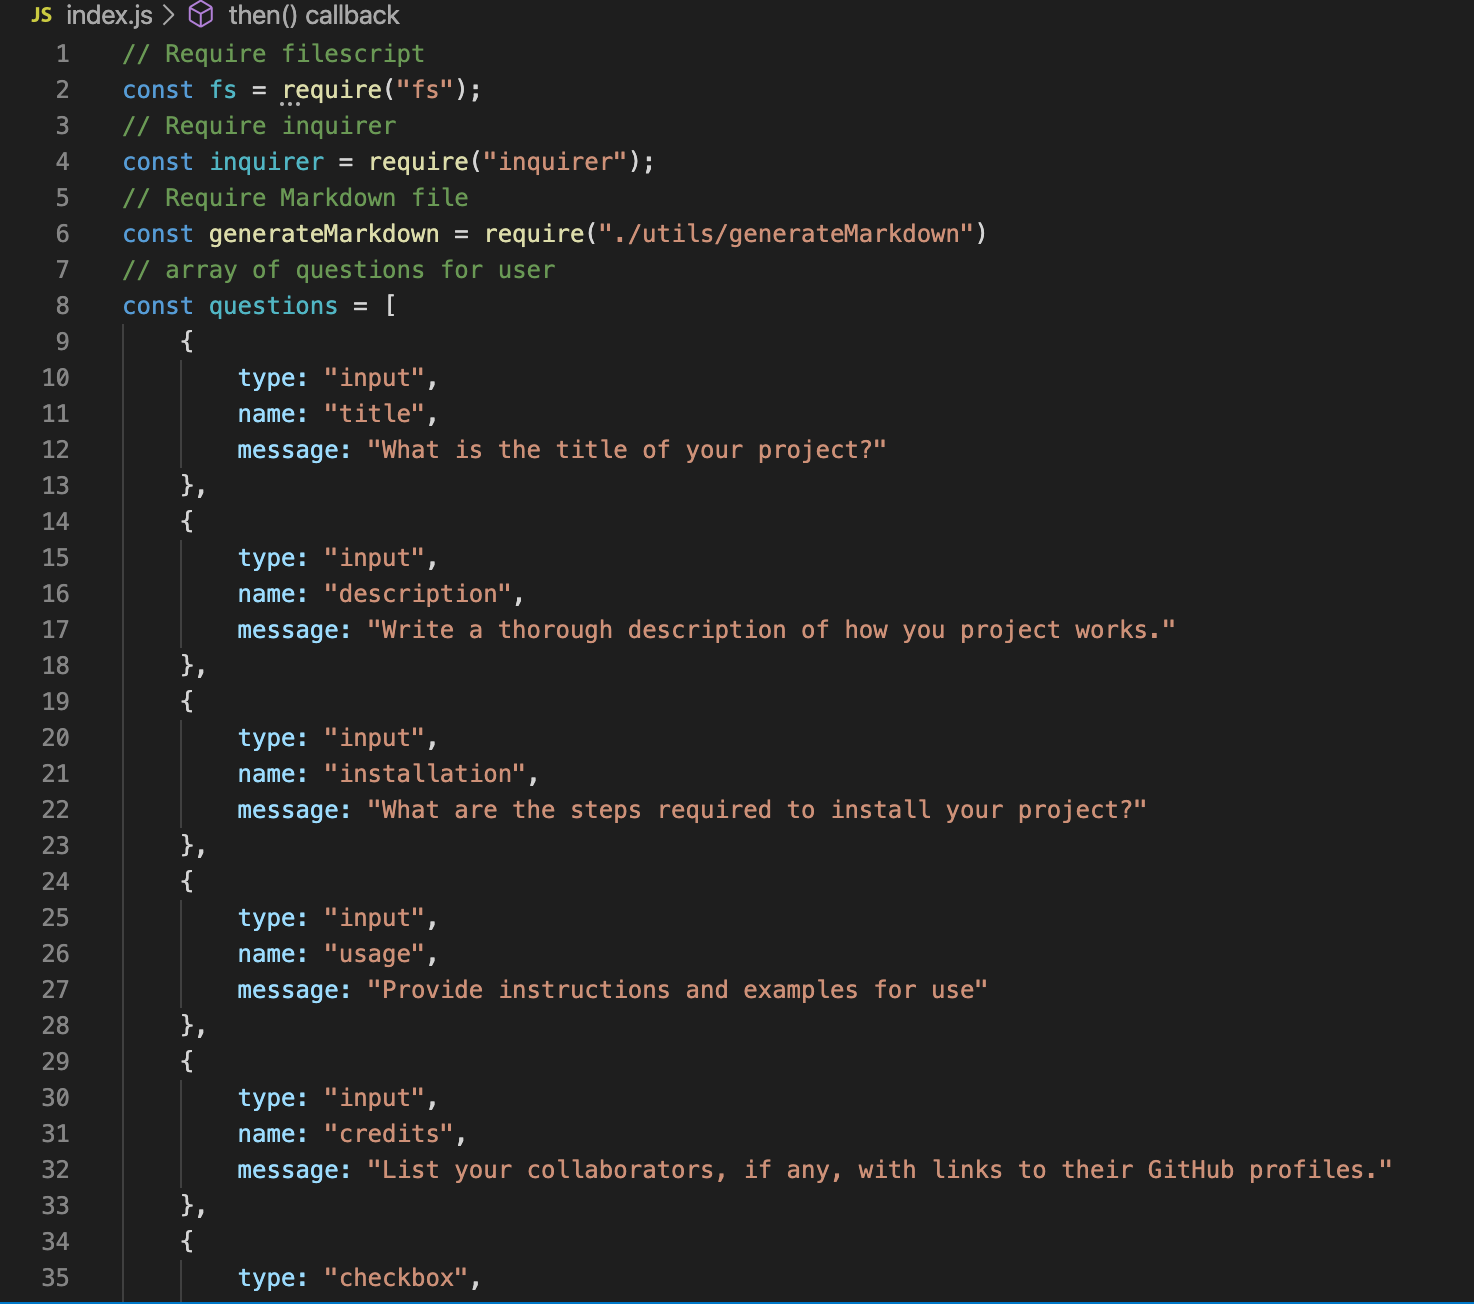 JS index.js > then() callback
1 // Require filescript
2 const fs = require("fs");
3 // Require inquirer
4 const inquirer = require("inquirer");
5 // Require Markdown file
6 const generateMarkdown = require("./utils/generateMarkdown")
7 // array of questions for user
8 const questions = [
9 {
10 type: "input",
11 name: "title",
12 message: "What is the title of your project?"
13 },
14 {
15 type: "input",
16 name: "description",
17 message: "Write a thorough description of how you project works."
18 },
19 {
20 type: "input",
21 name: "installation",
22 message: "What are the steps required to install your project?"
23 },
24 {
25 type: "input",
26 name: "usage",
27 message: "Provide instructions and examples for use"
28 },
29 {
30 type: "input",
31 name: "credits",
32 message: "List your collaborators, if any, with links to their GitHub profiles."
33 },
34 {
35 type: "checkbox",